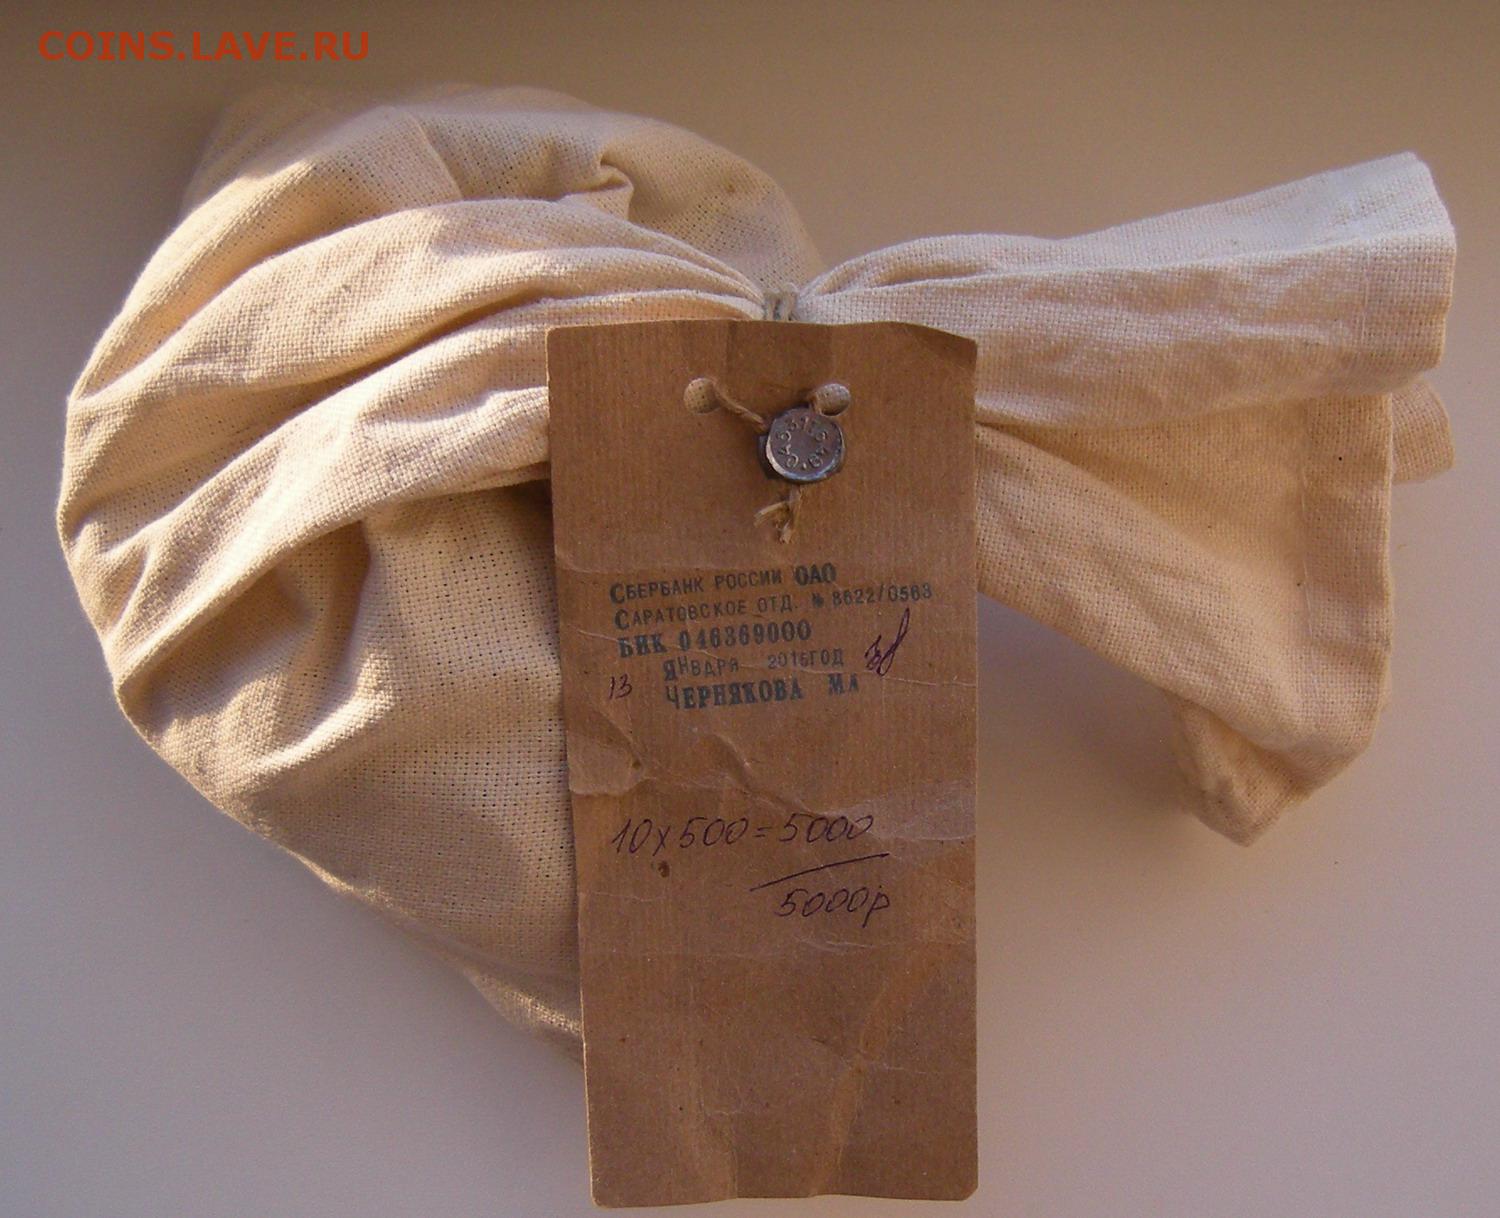 COINS.LAVE.RU
СБЕРБАНК РОССИИ ОАО
САРАТОВСКОЕ ОТД. № 8622/0563
БИК 046369000
13 ЯНВАРЯ 2015ГОД
ЧЕРНЯКОВА МА
10х500=5000
5000р